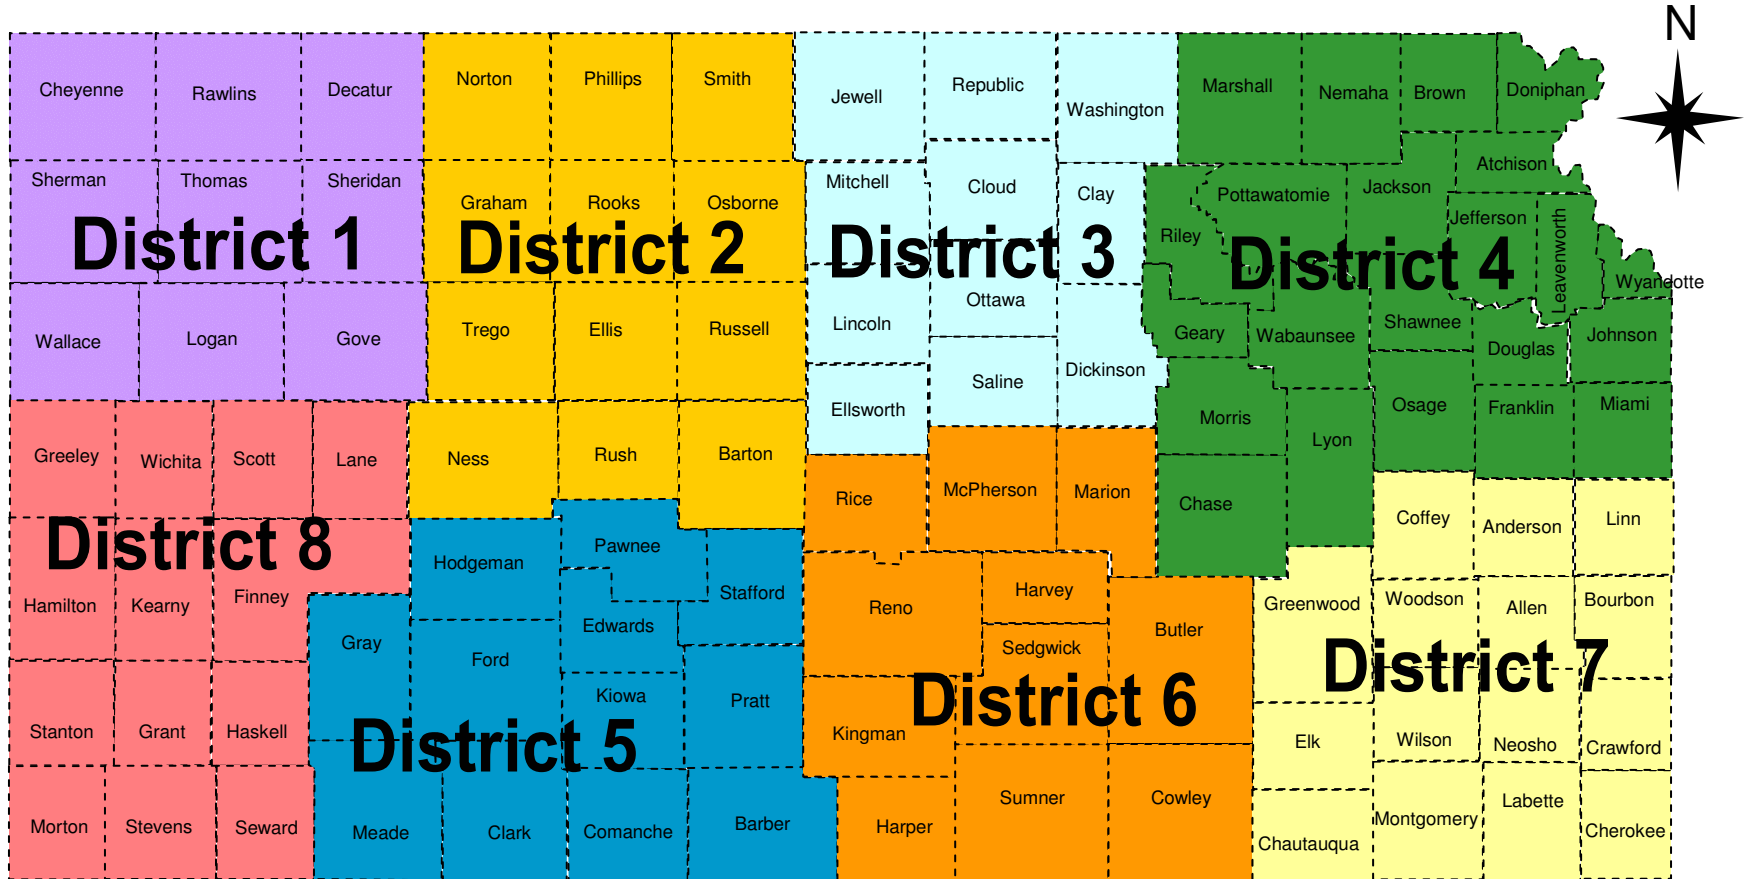 N
Cheyenne
Rawlins
Decatur
Norton
Phillips
Smith
Jewell
Republic
Washington
Marshall
Nemaha
Brown
Doniphan
Sherman
Thomas
Sheridan
Graham
Rooks
Osborne
Mitchell
Cloud
Clay
Riley
Pottawatomie
Jackson
Atchison
Jefferson
Leavenworth
Wyandotte
District 1
District 2
District 3
District 4
Wallace
Logan
Gove
Trego
Ellis
Russell
Lincoln
Ottawa
Saline
Dickinson
Geary
Wabaunsee
Shawnee
Douglas
Johnson
Ellsworth
Morris
Lyon
Osage
Franklin
Miami
Greeley
Wichita
Scott
Lane
Ness
Rush
Barton
Rice
McPherson
Marion
Chase
Coffey
Anderson
Linn
District 8
Hamilton
Kearny
Finney
Hodgeman
Pawnee
Stafford
Edwards
Gray
Ford
Kiowa
Pratt
Reno
Harvey
Sedgwick
Butler
Greenwood
Woodson
Allen
Bourbon
District 5
District 6
District 7
Stanton
Grant
Haskell
Kingman
Elk
Wilson
Neosho
Crawford
Morton
Stevens
Seward
Meade
Clark
Comanche
Barber
Harper
Sumner
Cowley
Chautauqua
Montgomery
Labette
Cherokee